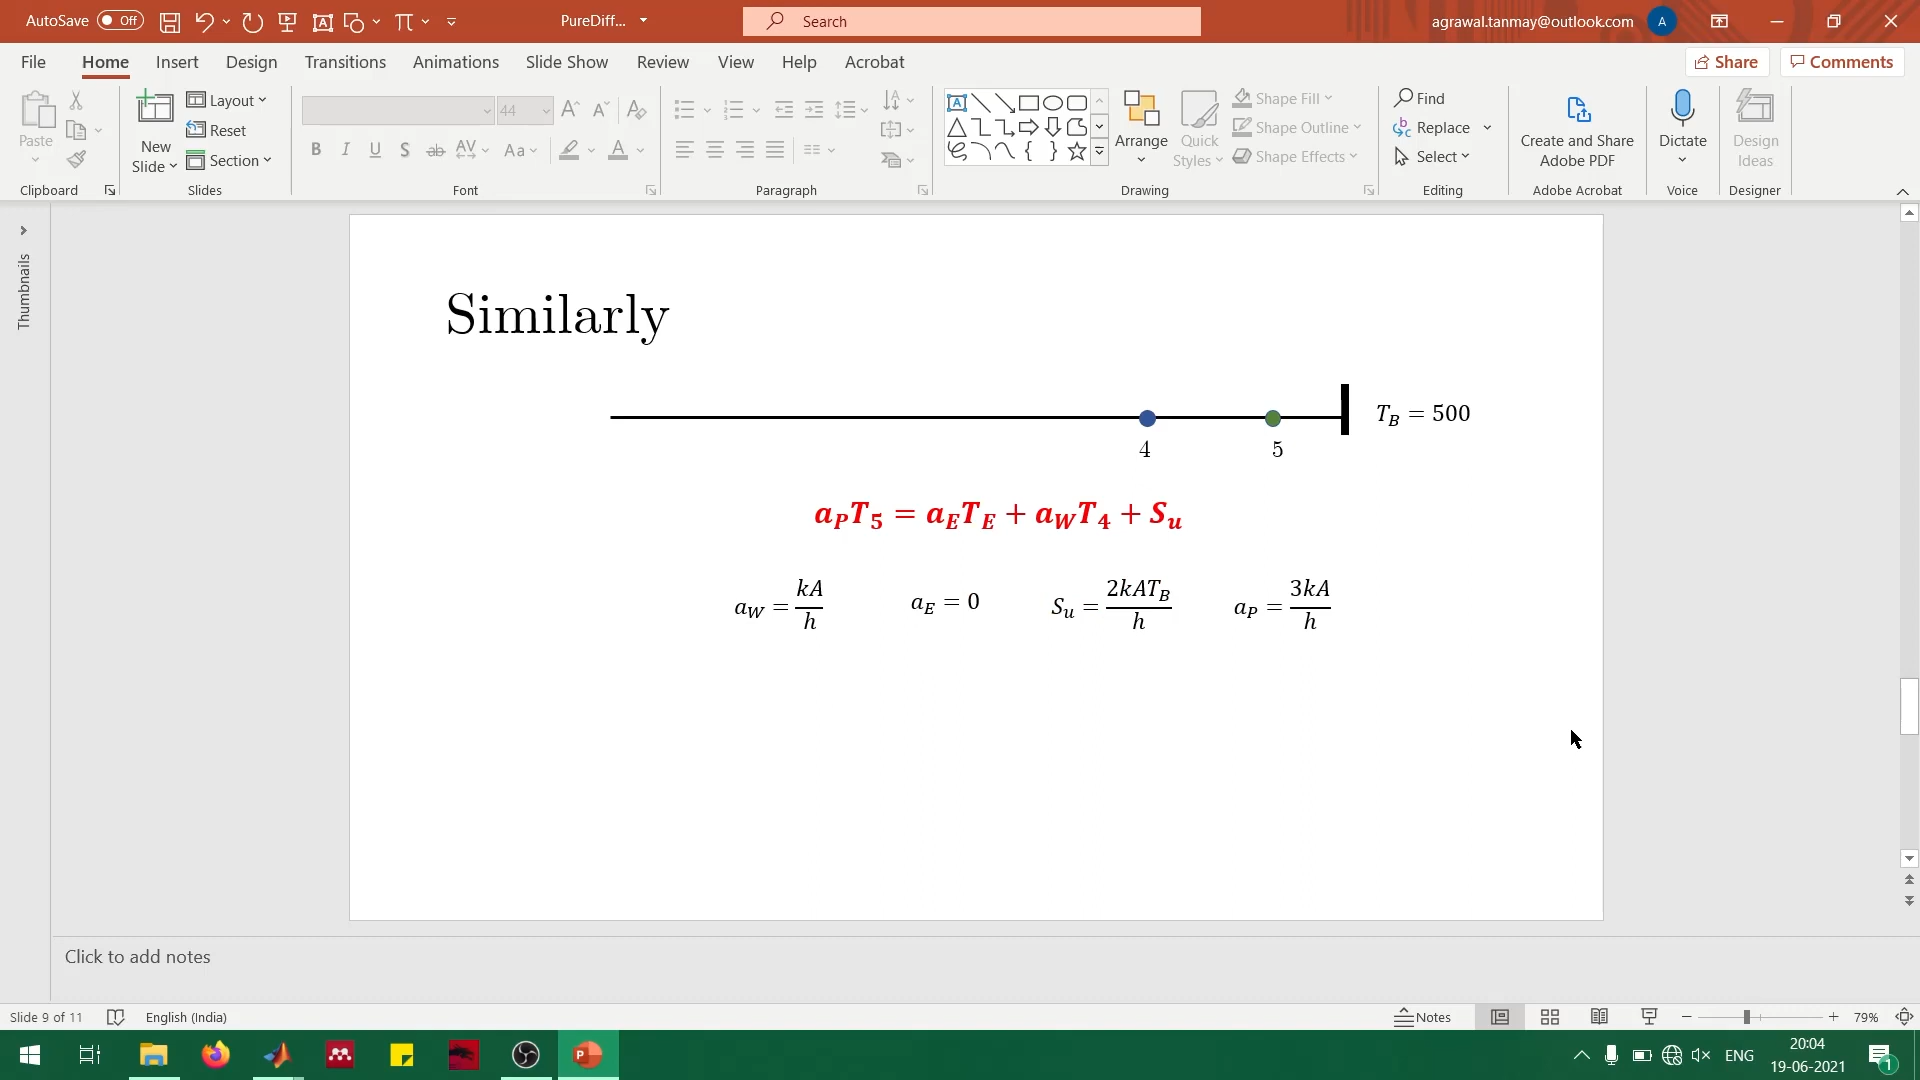 AutoSave Off PureDiff... Search agrawal.tanmay@outlook.com A
File Home Insert Design Transitions Animations Slide Show Review View Help Acrobat Share Comments
Paste
New Slide
Layout
Reset
Section
44
Arrange
Quick Styles
Shape Fill
Shape Outline
Shape Effects
Find
Replace
Select
Create and Share Adobe PDF
Dictate
Design Ideas
Clipboard Slides Font Paragraph Drawing Editing Adobe Acrobat Voice Designer
Thumbnails
Similarly
T_B = 500
4 5
a_P T_5 = a_E T_E + a_W T_4 + S_u
a_W = kA/h a_E = 0 S_u = 2kAT_B/h a_P = 3kA/h
Click to add notes
Slide 9 of 11 English (India) Notes 79%
ENG 20:04
19-06-2021 1